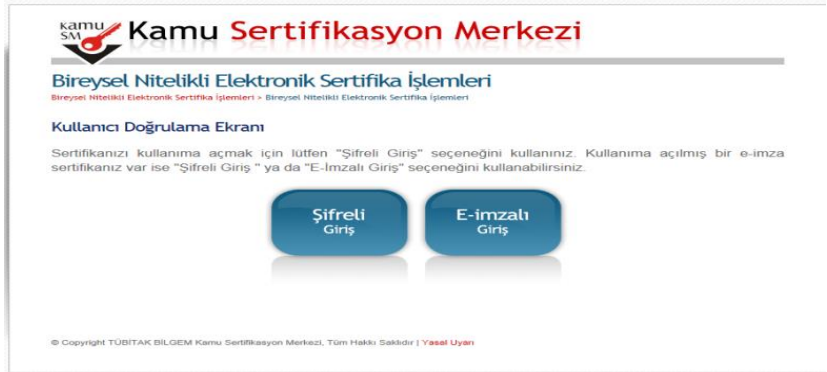 kamu
SM
Kamu Sertifikasyon Merkezi
Bireysel Nitelikli Elektronik Sertifika İşlemleri
Bireysel Nitelikli Elektronik Sertifika İşlemleri > Bireysel Nitelikli Elektronik Sertifika İşlemleri
Kullanıcı Doğrulama Ekranı
Sertifikanızı kullanıma açmak için lütfen "Şifreli Giriş" seçeneğini kullanınız. Kullanıma açılmış bir e-imza
sertifikanız var ise "Şifreli Giriş " ya da "E-İmzalı Giriş" seçeneğini kullanabilirsiniz.
Şifreli
Giriş
E-imzalı
Giriş
© Copyright TÜBİTAK BİLGEM Kamu Sertifikasyon Merkezi, Tüm Hakkı Saklıdır | Yasal Uyarı